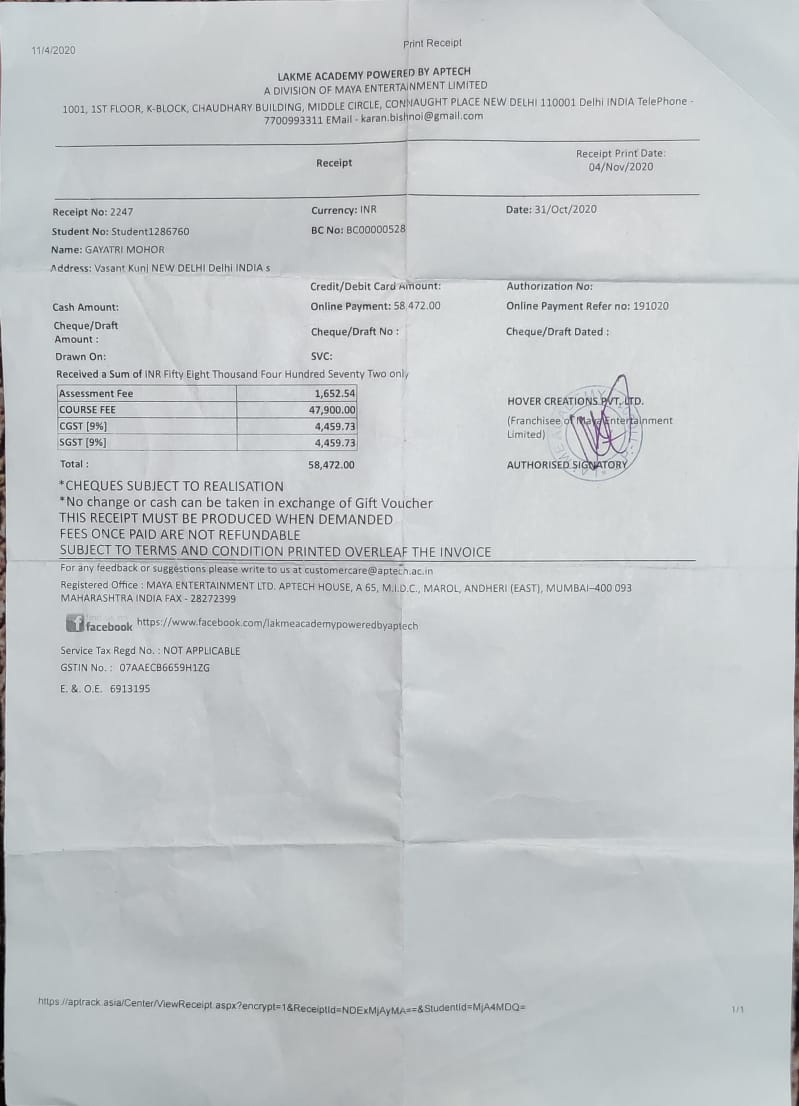 11/4/2020
Print Receipt
LAKME ACADEMY POWERED BY APTECH
A DIVISION OF MAYA ENTERTAINMENT LIMITED
1001, 1ST FLOOR, K-BLOCK, CHAUDHARY BUILDING, MIDDLE CIRCLE, CONNAUGHT PLACE NEW DELHI 110001 Delhi INDIA TelePhone -
7700993311 EMail - karan.bishnoi@gmail.com
Receipt
Receipt Print Date:
04/Nov/2020
Receipt No: 2247 Currency: INR Date: 31/Oct/2020
Student No: Student1286760 BC No: BC00000528
Name: GAYATRI MOHOR
Address: Vasant Kunj NEW DELHI Delhi INDIA s
Credit/Debit Card Amount: Authorization No:
Cash Amount: Online Payment: 58,472.00 Online Payment Refer no: 191020
Cheque/Draft
Amount :
Cheque/Draft No : Cheque/Draft Dated :
Drawn On: SVC:
Received a Sum of INR Fifty Eight Thousand Four Hundred Seventy Two only
Assessment Fee 1,652.54
COURSE FEE 47,900.00
CGST [9%] 4,459.73
SGST [9%] 4,459.73
Total : 58,472.00
HOVER CREATIONS PVT. LTD.
(Franchisee of Maya Entertainment
Limited)
AUTHORISED SIGNATORY
*CHEQUES SUBJECT TO REALISATION
*No change or cash can be taken in exchange of Gift Voucher
THIS RECEIPT MUST BE PRODUCED WHEN DEMANDED
FEES ONCE PAID ARE NOT REFUNDABLE
SUBJECT TO TERMS AND CONDITION PRINTED OVERLEAF THE INVOICE
For any feedback or suggestions please write to us at customercare@aptech.ac.in
Registered Office : MAYA ENTERTAINMENT LTD. APTECH HOUSE, A 65, M.I.D.C., MAROL, ANDHERI (EAST), MUMBAI–400 093
MAHARASHTRA INDIA FAX - 28272399
facebook https://www.facebook.com/lakmeacademypoweredbyaptech
Service Tax Regd No. : NOT APPLICABLE
GSTIN No. : 07AAECB6659H1ZG
E. &. O.E. 6913195
https://aptrack.asia/Center/ViewReceipt.aspx?encrypt=1&ReceiptId=NDExMjAyMA==&StudentId=MjA4MDQ=
1/1